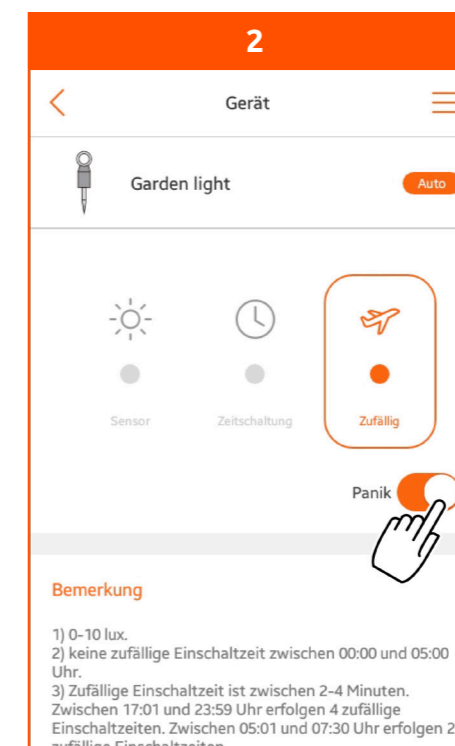 2
Gerät
Garden light
Auto
Sensor Zeitschaltung Zufällig
Panik
Bemerkung
1) 0-10 lux.
2) keine zufällige Einschaltzeit zwischen 00:00 und 05:00
Uhr.
3) Zufällige Einschaltzeit ist zwischen 2-4 Minuten.
Zwischen 17:01 und 23:59 Uhr erfolgen 4 zufällige
Einschaltzeiten. Zwischen 05:01 und 07:30 Uhr erfolgen 2
zufällige Einschaltzeiten